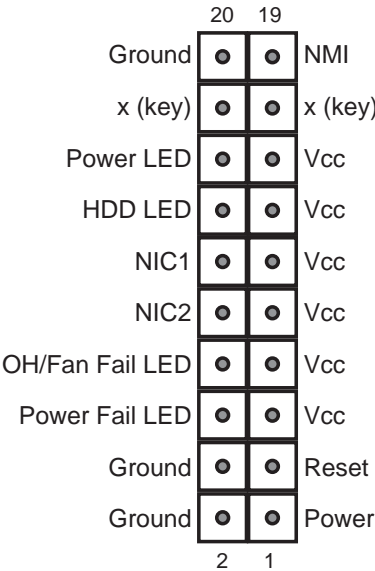 20 19
Ground NMI
x (key) x (key)
Power LED Vcc
HDD LED Vcc
NIC1 Vcc
NIC2 Vcc
OH/Fan Fail LED Vcc
Power Fail LED Vcc
Ground Reset
Ground Power
2 1